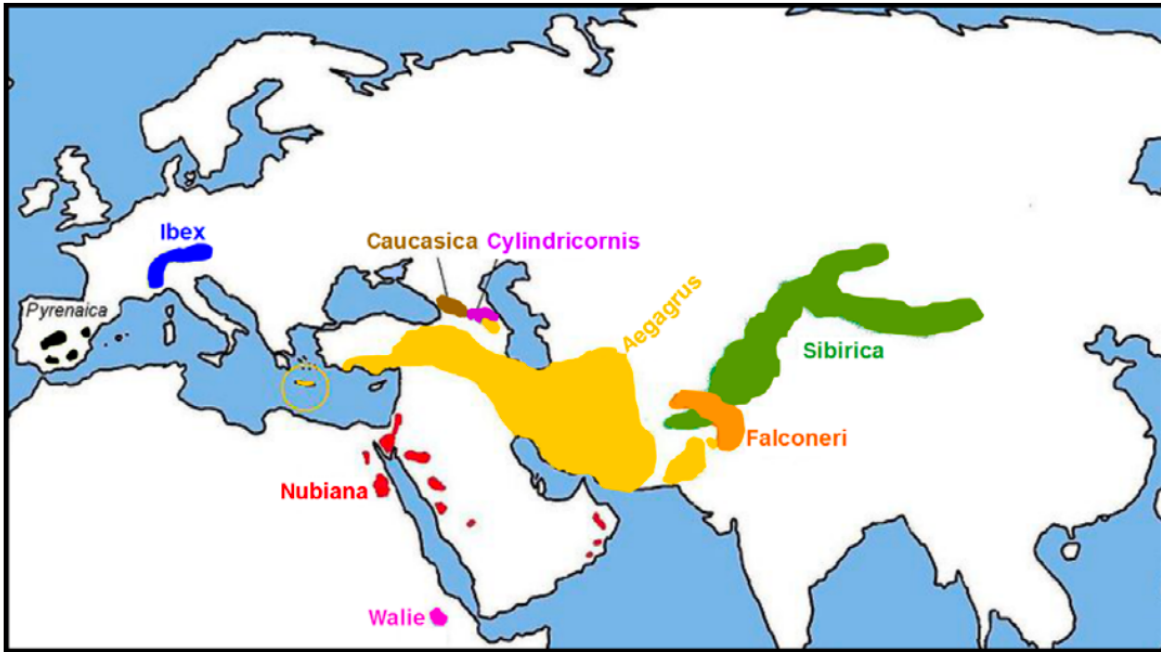 Ibex
Caucasica
Cylindricornis
Pyrenaica
Aegagrus
Sibirica
Falconeri
Nubiana
Walie